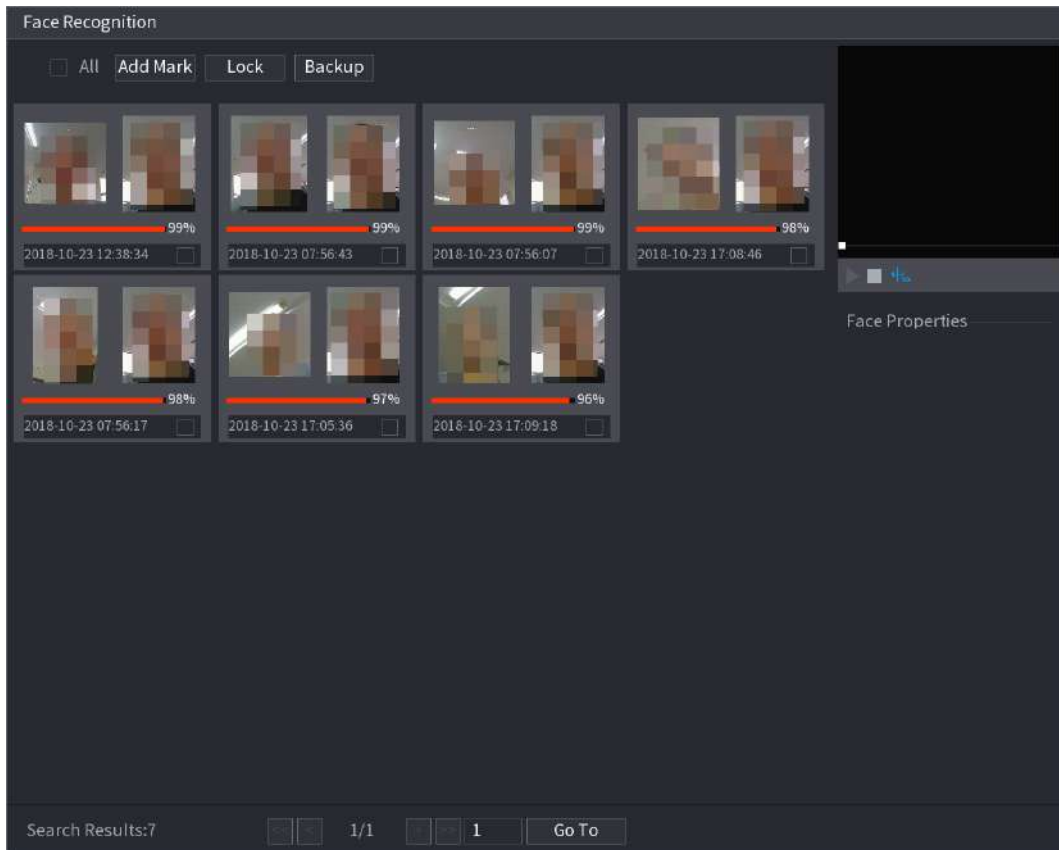 Face Recognition
All Add Mark Lock Backup
99% 99% 99% 98%
2018-10-23 12:38:34 2018-10-23 07:56:43 2018-10-23 07:56:07 2018-10-23 17:08:46
Face Properties
98% 97% 96%
2018-10-23 07:56:17 2018-10-23 17:05:36 2018-10-23 17:09:18
Search Results:7 << < 1/1 > >> 1 Go To